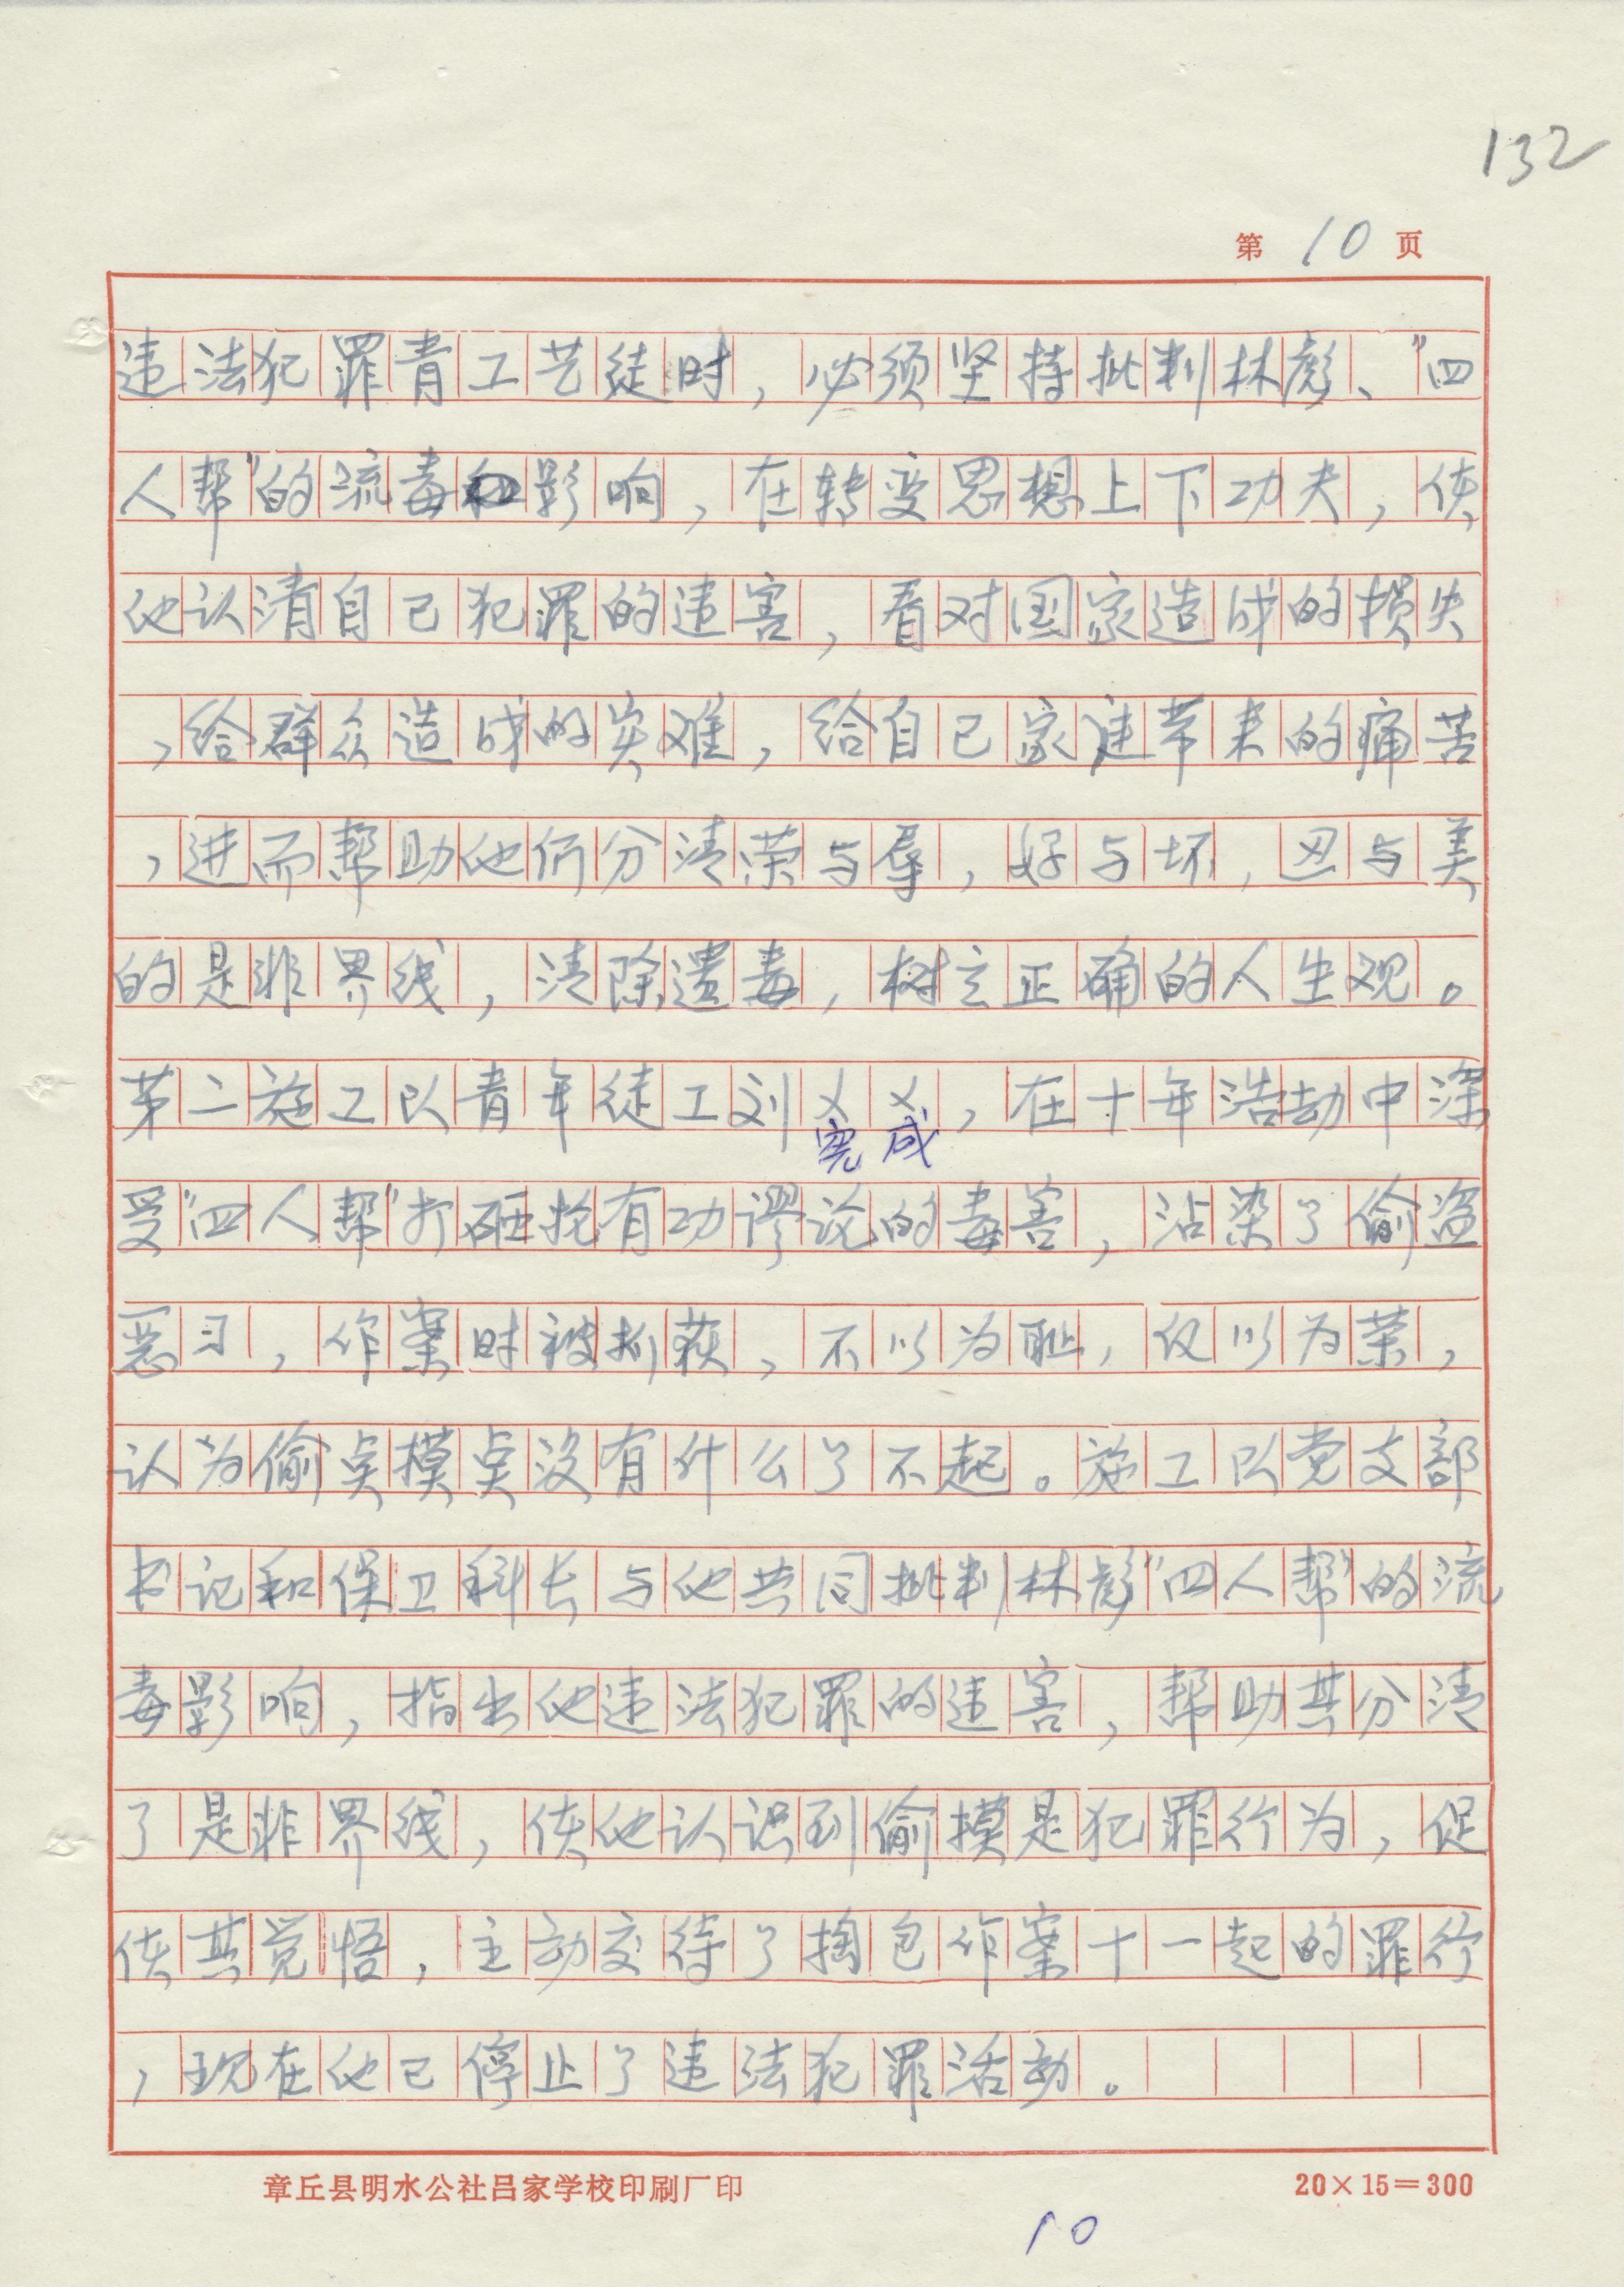 132
第 10 页
违法犯罪青工艺徒时，必须坚持批判林彪、“四
人帮”的流毒和影响，在转变思想上下功夫，使
他认清自己犯罪的违害，看对国家造成的损失
，给群众造成的灾难，给自己家庭带来的痛苦
，进而帮助他们分清荣与辱，好与坏，丑与美
的是非界线，清除遗毒，树立正确的人生观。
第二施工队青年徒工刘××，在十年浩劫中深
完成
受“四人帮”打砸抢有功谬论的毒害，沾染了偷盗
恶习，作案时被抓获，不以为耻，仅以为荣，
认为偷点摸点没有什么了不起。施工队党支部
书记和保卫科长与他共同批判林彪“四人帮”的流
毒影响，指出他违法犯罪的违害，帮助其分清
了是非界线，使他认识到偷摸是犯罪行为，促
使其觉悟，主动交待了掏包作案十一起的罪行
，现在他已停止了违法犯罪活动。
章丘县明水公社吕家学校印刷厂印 20×15=300
10